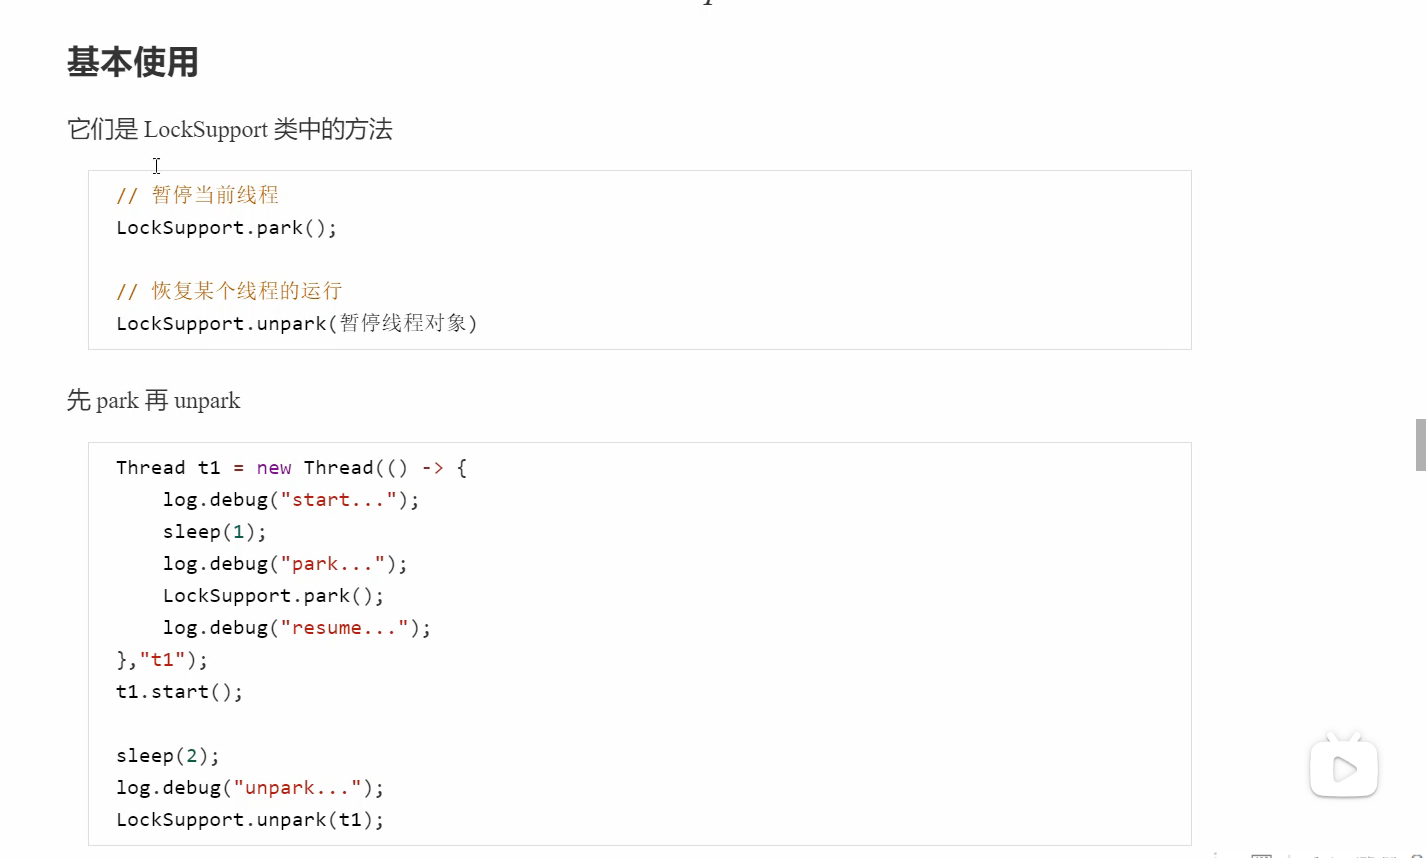 基本使用
它们是 LockSupport 类中的方法
// 暂停当前线程
LockSupport.park();
// 恢复某个线程的运行
LockSupport.unpark(暂停线程对象)
先 park 再 unpark
Thread t1 = new Thread(() -> {
    log.debug("start...");
    sleep(1);
    log.debug("park...");
    LockSupport.park();
    log.debug("resume...");
},"t1");
t1.start();
sleep(2);
log.debug("unpark...");
LockSupport.unpark(t1);